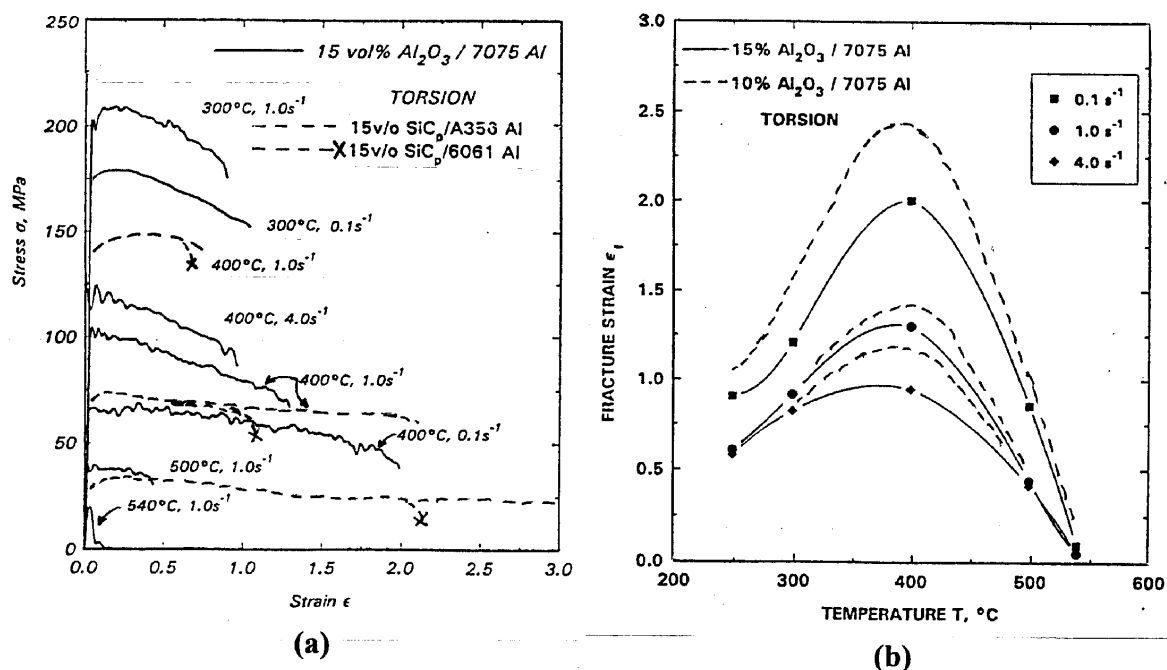 250
200
150
100
50
0
Stress σ, MPa
15 vol% Al₂O₃ / 7075 Al
300°C, 1.0s⁻¹
TORSION
15v/o SiCₚ/A356 Al
X 15v/o SiCₚ/6061 Al
300°C, 0.1s⁻¹
400°C, 1.0s⁻¹
X
400°C, 4.0s⁻¹
400°C, 1.0s⁻¹
X
400°C, 0.1s⁻¹
500°C, 1.0s⁻¹
540°C, 1.0s⁻¹
X
0.0 0.5 1.0 1.5 2.0 2.5 3.0
Strain ϵ
(a)
3.0
2.5
2.0
1.5
1.0
0.5
0.0
FRACTURE STRAIN ϵf
15% Al₂O₃ / 7075 Al
10% Al₂O₃ / 7075 Al
TORSION
0.1 s⁻¹
1.0 s⁻¹
4.0 s⁻¹
200 300 400 500 600
TEMPERATURE T, °C
(b)